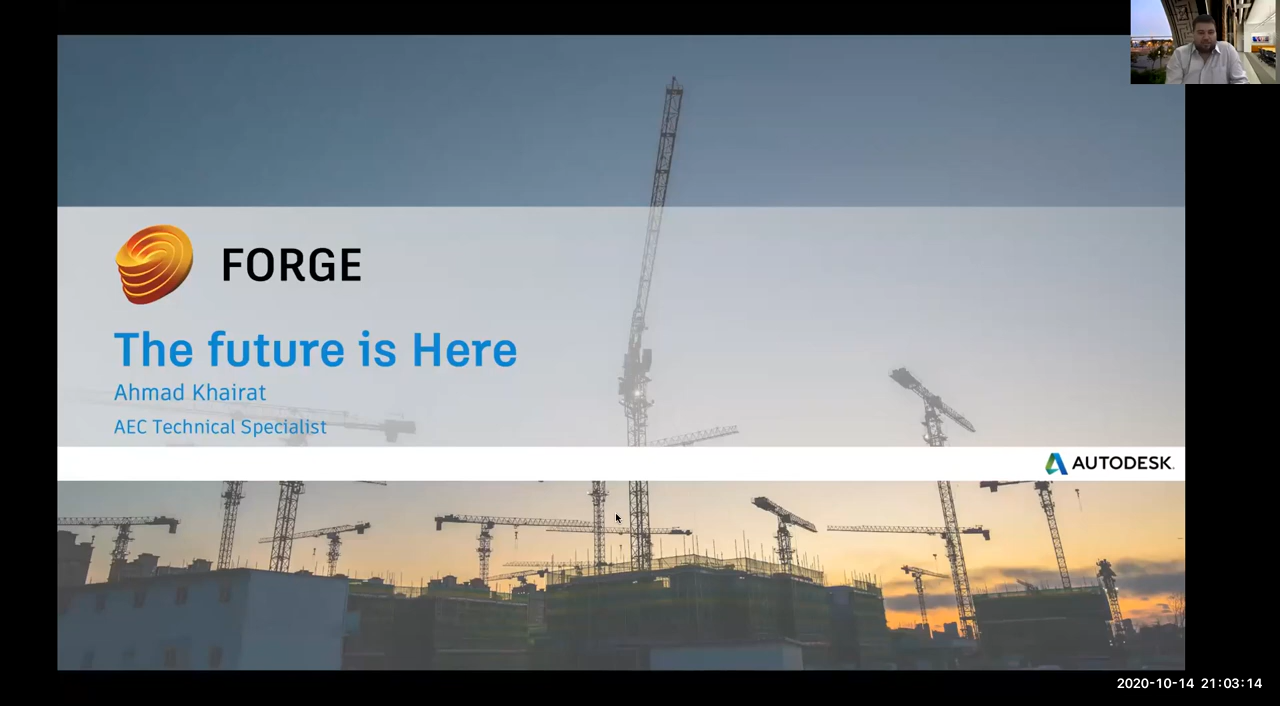 FORGE
The future is Here
Ahmad Khairat
AEC Technical Specialist
AUTODESK.
2020-10-14 21:03:14